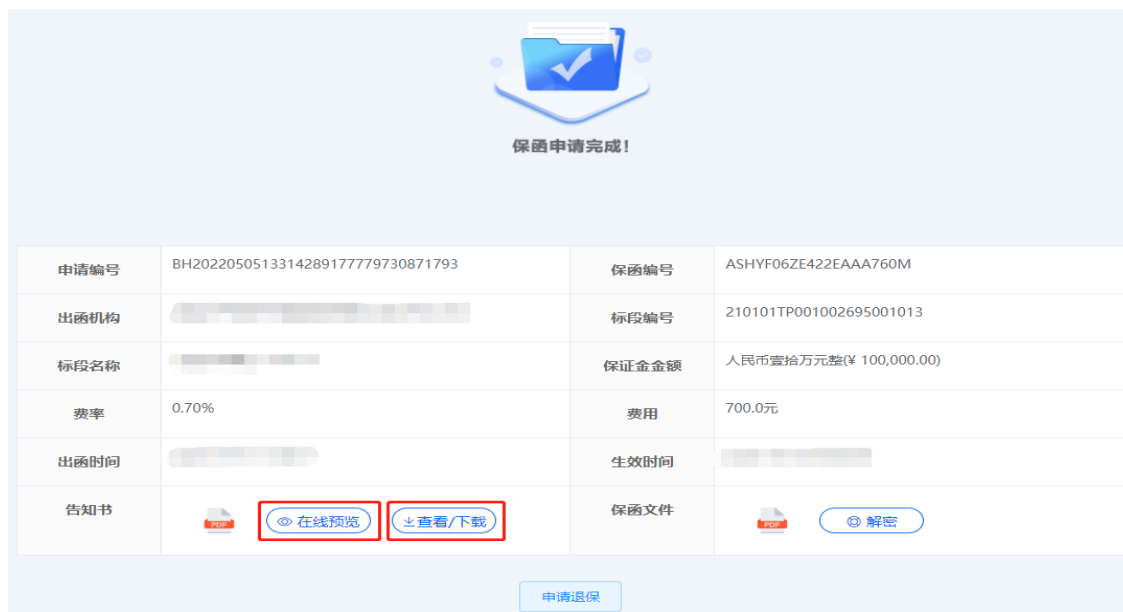 保函申请完成!
申请编号 BH20220505133142891777797​30871793 保函编号 ASHYF06ZE422EAAA760M
出函机构 标段编号 210101TP001002695001013
标段名称 保证金金额 人民币壹拾万元整(¥ 100,000.00)
费率 0.70% 费用 700.0元
出函时间 生效时间
告知书 PDF 在线预览 查看/下载 保函文件 PDF 解密
申请退保